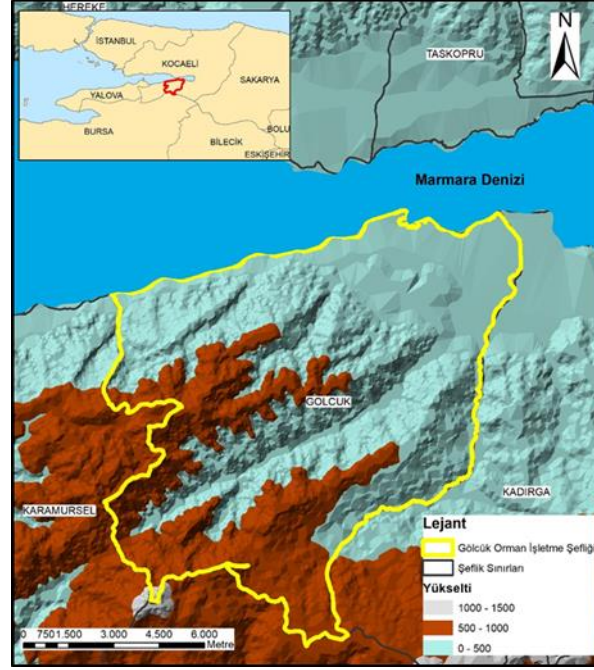 HEREKE
İSTANBUL
KOCAELİ
SAKARYA
YALOVA
BURSA
BOLU
BİLECİK
ESKİŞEHİR
N
TASKOPRU
Marmara Denizi
GOLCUK
KARAMURSEL
KADIRGA
Lejant
Gölcük Orman İşletme Şefliği
Şeflik Sınırları
Yükselti
1000 - 1500
500 - 1000
0 - 500
0 750 1.500 3.000 4.500 6.000
Metre